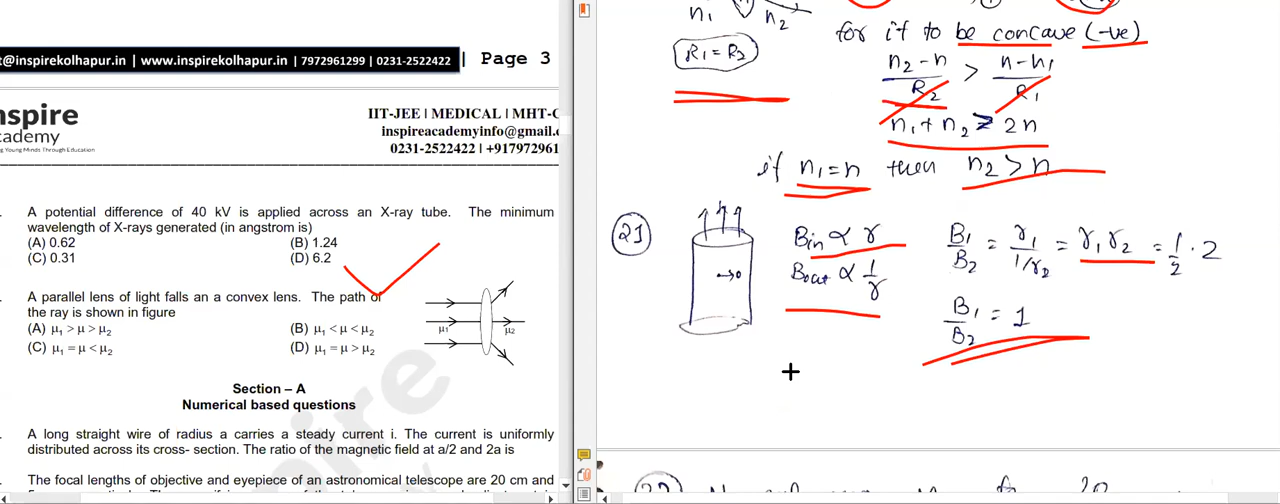 t@inspirekolhapur.in | www.inspirekolhapur.in | 7972961299 | 0231-2522422 | Page 3
nspire
cademy
ng Young Minds Through Education
IIT-JEE | MEDICAL | MHT-C
inspireacademyinfo@gmail.c
0231-2522422 | +917972961
A potential difference of 40 kV is applied across an X-ray tube. The minimum
wavelength of X-rays generated (in angstrom is)
(A) 0.62 (B) 1.24
(C) 0.31 (D) 6.2
A parallel lens of light falls an a convex lens. The path of
the ray is shown in figure
(A) μ₁ > μ > μ₂ (B) μ₁ < μ < μ₂
(C) μ₁ = μ < μ₂ (D) μ₁ = μ > μ₂
μ₁ μ₂
Section – A
Numerical based questions
A long straight wire of radius a carries a steady current i. The current is uniformly
distributed across its cross- section. The ratio of the magnetic field at a/2 and 2a is
The focal lengths of objective and eyepiece of an astronomical telescope are 20 cm and
n₁ n₂
R₁ = R₂
for it to be concave (-ve)
(n₂ - n)/R₂ > (n - n₁)/R₁
n₁ + n₂ > 2n
if n₁ = n then n₂ > n
21
Bin ∝ r
Bout ∝ 1/r
B₁/B₂ = r₁/(1/r₂) = r₁r₂ = 1/2 · 2
B₁/B₂ = 1